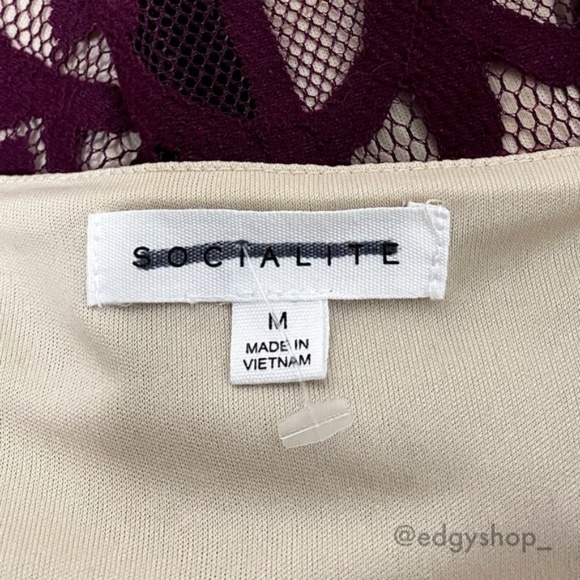 SOCIALITE
M
MADE IN
VIETNAM
@edgyshop_